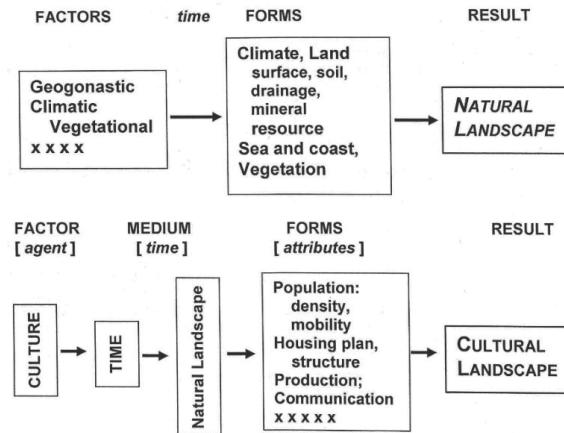 FACTORS time FORMS RESULT
Geogonastic
Climatic
Vegetational
x x x x
Climate, Land
surface, soil,
drainage,
mineral
resource
Sea and coast,
Vegetation
NATURAL
LANDSCAPE
FACTOR MEDIUM FORMS RESULT
[ agent ] [ time ] [ attributes ]
CULTURE
TIME
Natural Landscape
Population:
density,
mobility
Housing plan,
structure
Production;
Communication
x x x x x
CULTURAL
LANDSCAPE